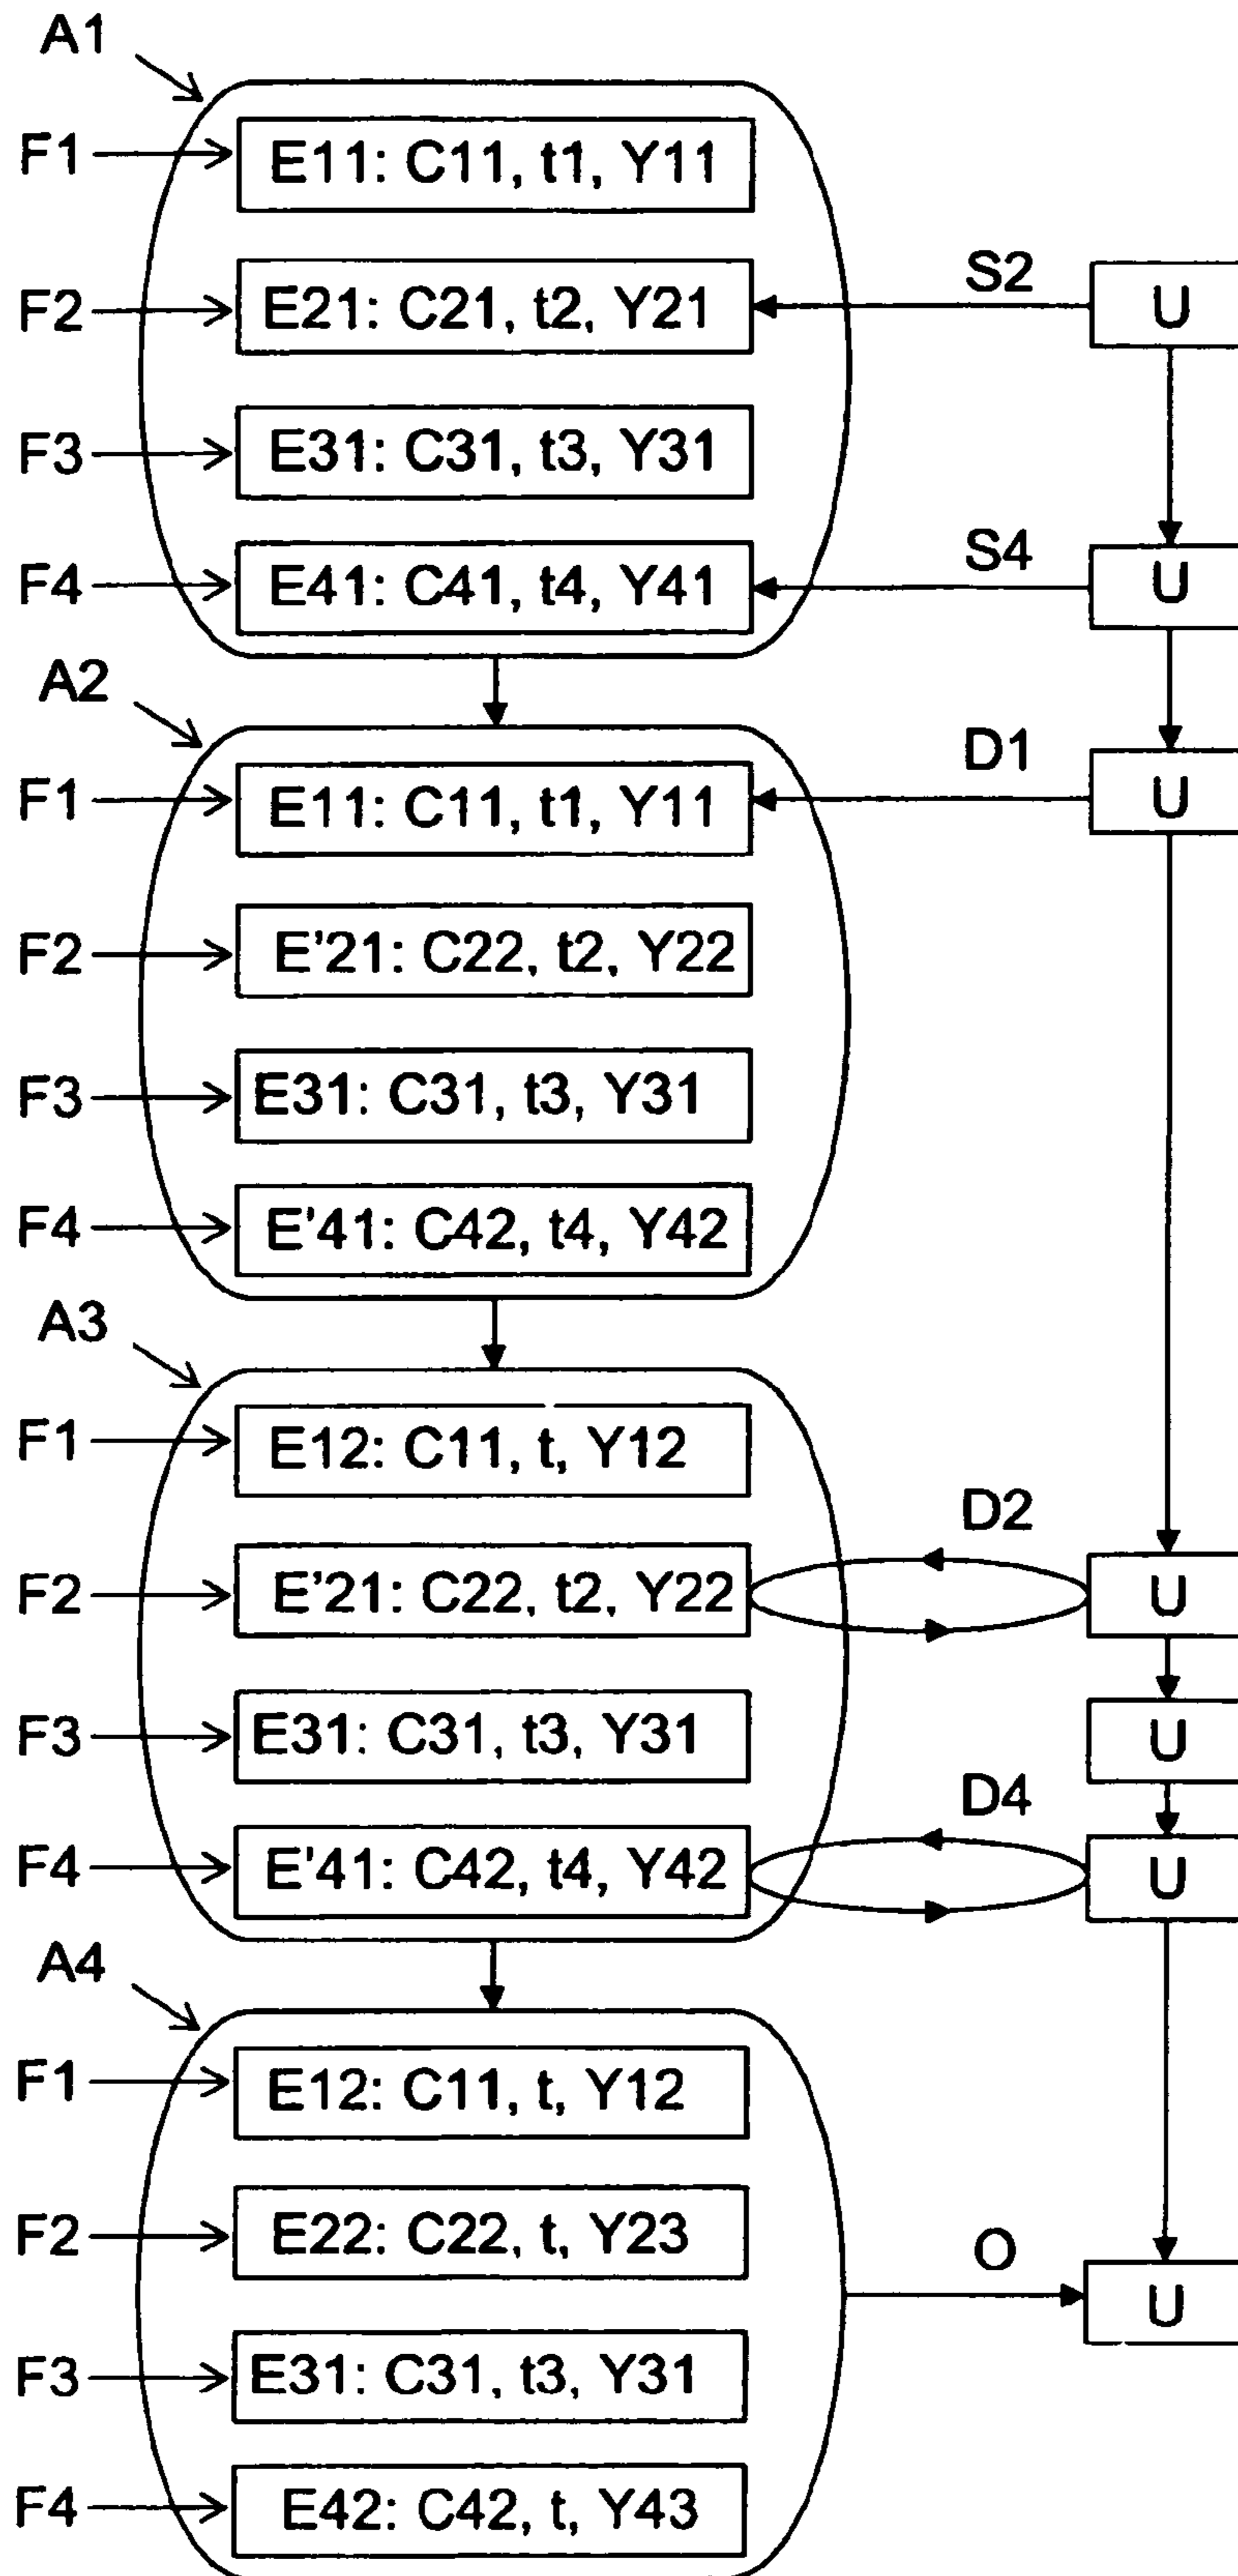 A1
F1 E11: C11, t1, Y11
S2
F2 E21: C21, t2, Y21 U
F3 E31: C31, t3, Y31
S4
F4 E41: C41, t4, Y41 U
A2
D1
F1 E11: C11, t1, Y11 U
F2 E'21: C22, t2, Y22
F3 E31: C31, t3, Y31
F4 E'41: C42, t4, Y42
A3
F1 E12: C11, t, Y12
D2
F2 E'21: C22, t2, Y22 U
F3 E31: C31, t3, Y31 U
D4
F4 E'41: C42, t4, Y42 U
A4
F1 E12: C11, t, Y12
F2 E22: C22, t, Y23 O
U
F3 E31: C31, t3, Y31
F4 E42: C42, t, Y43